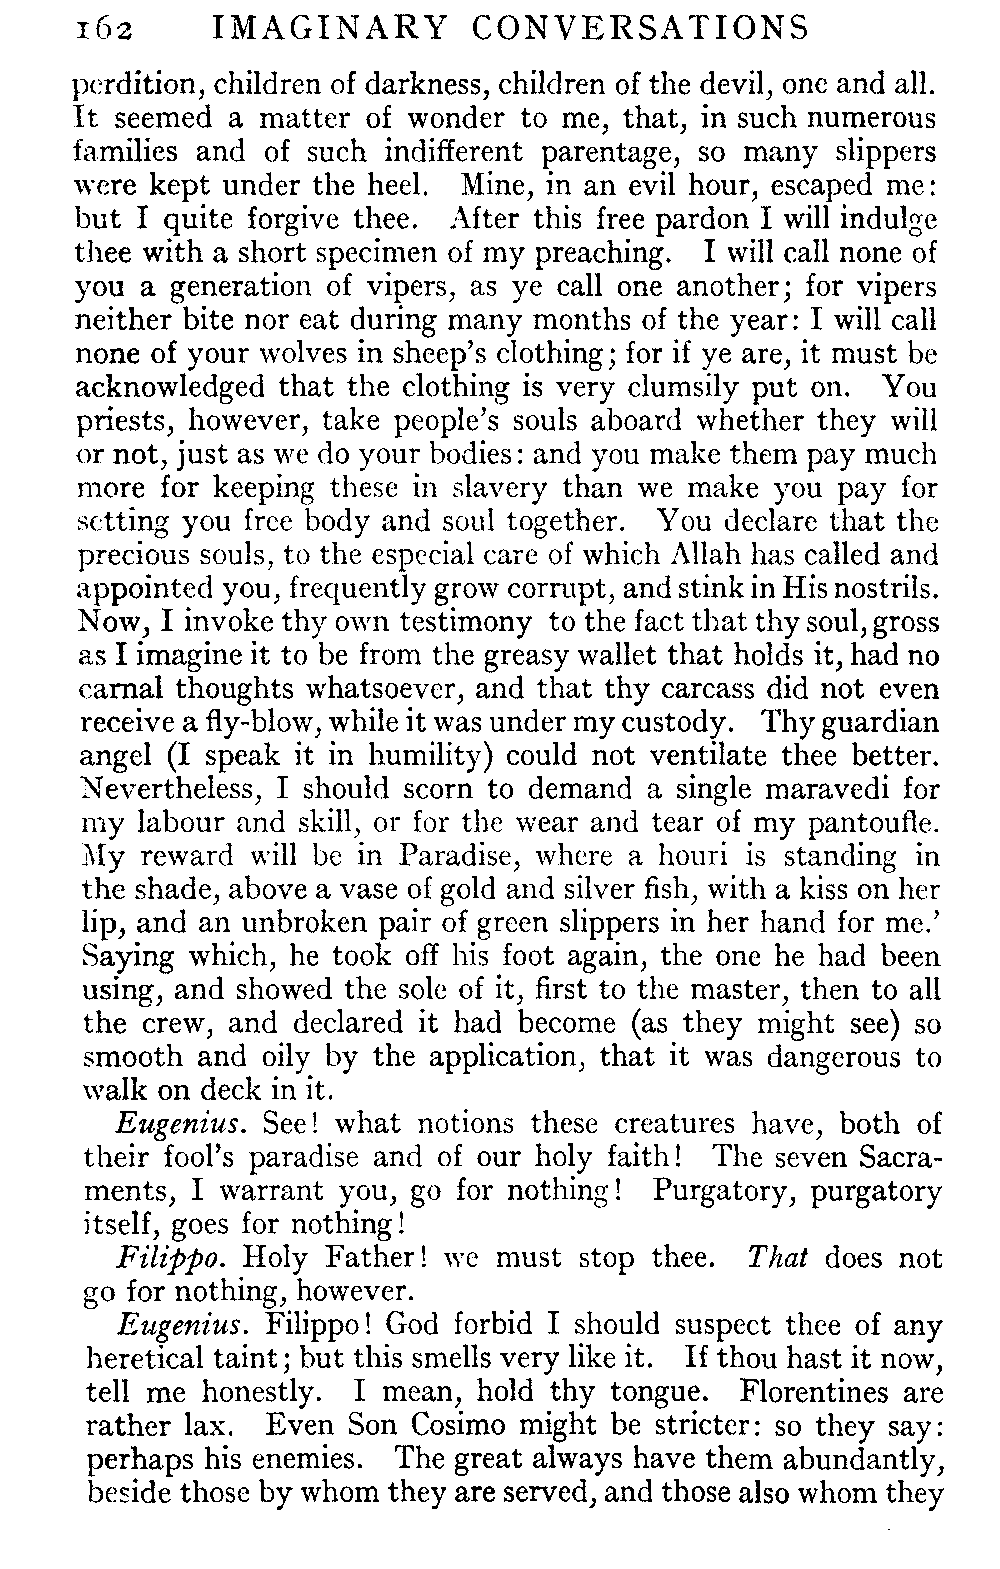 162 IMAGINARY CONVERSATIONS
perdition, children of darkness, children of the devil, one and all.
It seemed a matter of wonder to me, that, in such numerous
families and of such indifferent parentage, so many slippers
were kept under the heel. Mine, in an evil hour, escaped me:
but I quite forgive thee. After this free pardon I will indulge
thee with a short specimen of my preaching. I will call none of
you a generation of vipers, as ye call one another; for vipers
neither bite nor eat during many months of the year: I will call
none of your wolves in sheep's clothing; for if ye are, it must be
acknowledged that the clothing is very clumsily put on. You
priests, however, take people's souls aboard whether they will
or not, just as we do your bodies: and you make them pay much
more for keeping these in slavery than we make you pay for
setting you free body and soul together. You declare that the
precious souls, to the especial care of which Allah has called and
appointed you, frequently grow corrupt, and stink in His nostrils.
Now, I invoke thy own testimony to the fact that thy soul, gross
as I imagine it to be from the greasy wallet that holds it, had no
carnal thoughts whatsoever, and that thy carcass did not even
receive a fly-blow, while it was under my custody. Thy guardian
angel (I speak it in humility) could not ventilate thee better.
Nevertheless, I should scorn to demand a single maravedi for
my labour and skill, or for the wear and tear of my pantoufle.
My reward will be in Paradise, where a houri is standing in
the shade, above a vase of gold and silver fish, with a kiss on her
lip, and an unbroken pair of green slippers in her hand for me.'
Saying which, he took off his foot again, the one he had been
using, and showed the sole of it, first to the master, then to all
the crew, and declared it had become (as they might see) so
smooth and oily by the application, that it was dangerous to
walk on deck in it.
Eugenius. See! what notions these creatures have, both of
their fool's paradise and of our holy faith! The seven Sacra-
ments, I warrant you, go for nothing! Purgatory, purgatory
itself, goes for nothing!
Filippo. Holy Father! we must stop thee. That does not
go for nothing, however.
Eugenius. Filippo! God forbid I should suspect thee of any
heretical taint; but this smells very like it. If thou hast it now,
tell me honestly. I mean, hold thy tongue. Florentines are
rather lax. Even Son Cosimo might be stricter: so they say:
perhaps his enemies. The great always have them abundantly,
beside those by whom they are served, and those also whom they